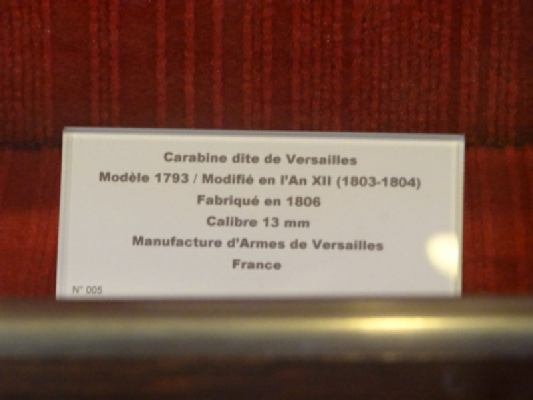 Carabine dite de Versailles
Modèle 1793 / Modifié en l'An XII (1803-1804)
Fabriqué en 1806
Calibre 13 mm
Manufacture d'Armes de Versailles
France
N° 005